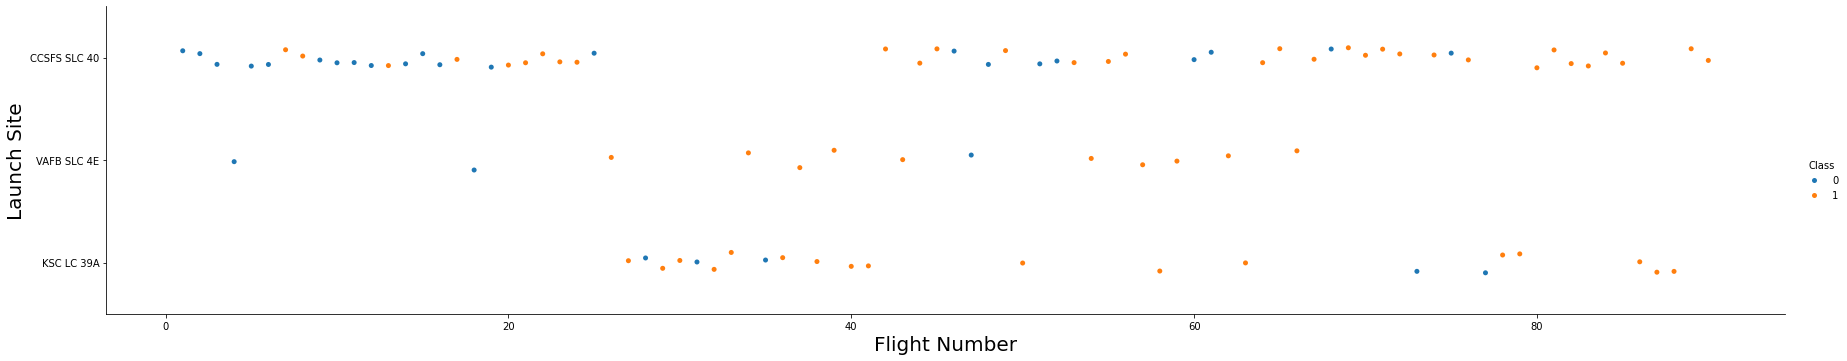 Launch Site
CCSFS SLC 40
VAFB SLC 4E
KSC LC 39A
0
20
40
60
80
Flight Number
Class
0
1